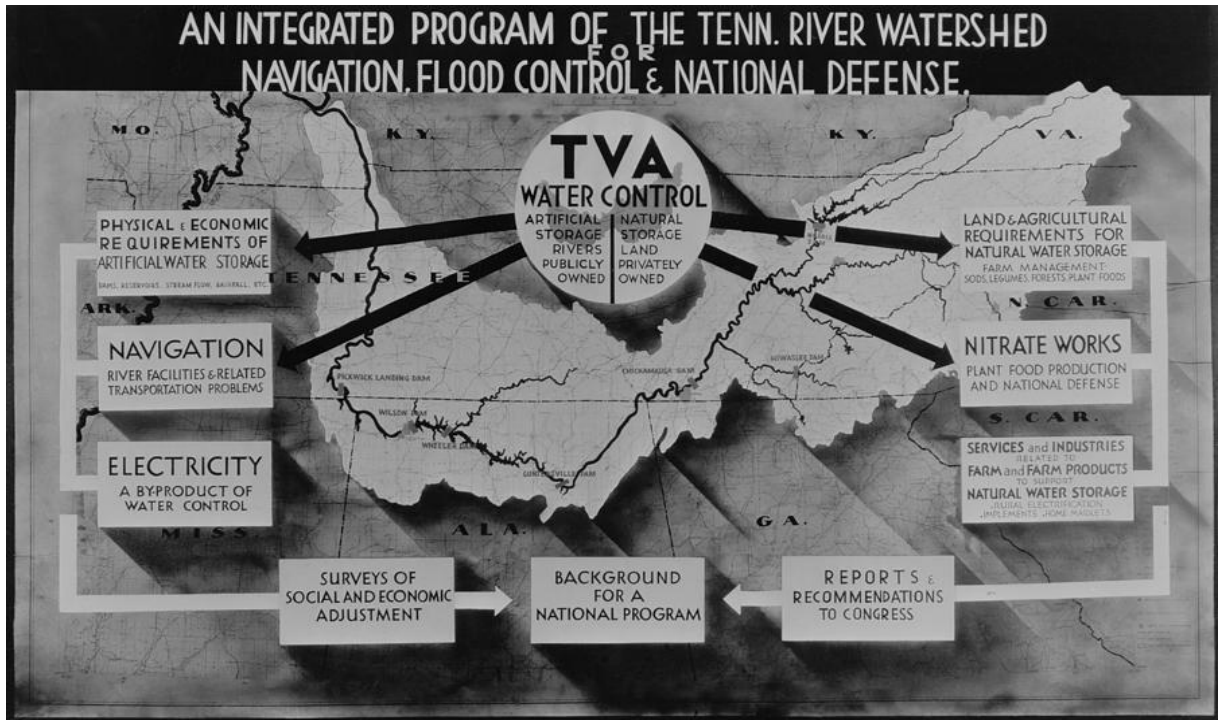 AN INTEGRATED PROGRAM OF THE TENN. RIVER WATERSHED
FOR
NAVIGATION, FLOOD CONTROL & NATIONAL DEFENSE.
MO.
KY.
KY.
VA.
TVA
WATER CONTROL
ARTIFICIAL
STORAGE
RIVERS
PUBLICLY
OWNED
NATURAL
STORAGE
LAND
PRIVATELY
OWNED
PHYSICAL & ECONOMIC
REQUIREMENTS OF
ARTIFICIAL WATER STORAGE
DAMS, RESERVOIRS, STREAM FLOW, RAINFALL, ETC.
LAND & AGRICULTURAL
REQUIREMENTS FOR
NATURAL WATER STORAGE
FARM MANAGEMENT
SODS, LEGUMES, FORESTS PLANT FOODS
TENNESSEE
ARK.
N. CAR.
NAVIGATION
RIVER FACILITIES & RELATED
TRANSPORTATION PROBLEMS
NITRATE WORKS
PLANT FOOD PRODUCTION
AND NATIONAL DEFENSE
PICKWICK LANDING DAM
CHICKAMAUGA DAM
HIWASSEE DAM
WILSON DAM
WHEELER DAM
GUNTERSVILLE DAM
S. CAR.
ELECTRICITY
A BY-PRODUCT OF
WATER CONTROL
SERVICES and INDUSTRIES
RELATED TO
FARM and FARM PRODUCTS
TO SUPPORT
NATURAL WATER STORAGE
RURAL ELECTRIFICATION
IMPLEMENTS HOME MARKETS
MISS.
ALA.
GA.
SURVEYS OF
SOCIAL AND ECONOMIC
ADJUSTMENT
BACKGROUND
FOR A
NATIONAL PROGRAM
REPORTS &
RECOMMENDATIONS
TO CONGRESS